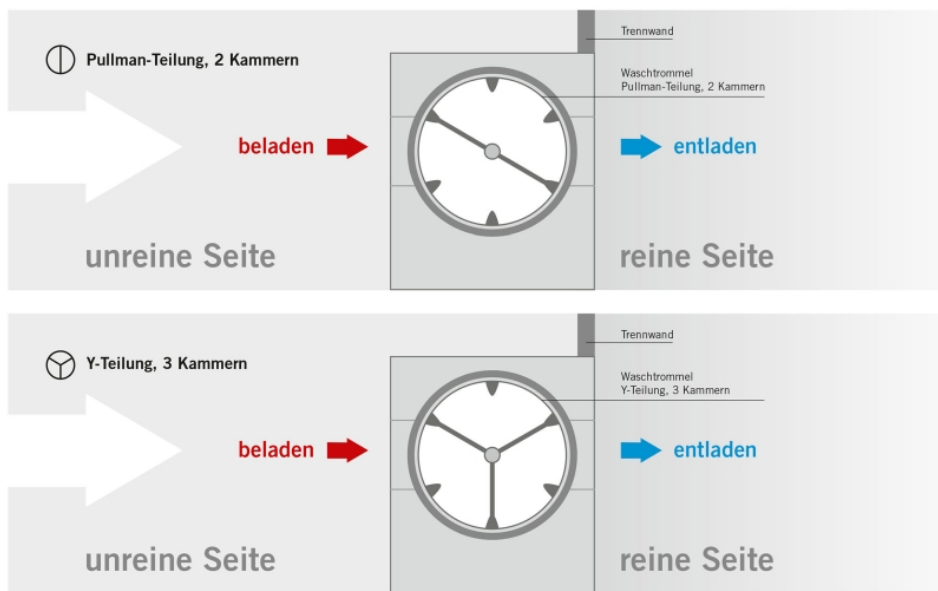 Pullman-Teilung, 2 Kammern
Trennwand
Waschtrommel
Pullman-Teilung, 2 Kammern
beladen
entladen
unreine Seite
reine Seite
Y-Teilung, 3 Kammern
Trennwand
Waschtrommel
Y-Teilung, 3 Kammern
beladen
entladen
unreine Seite
reine Seite